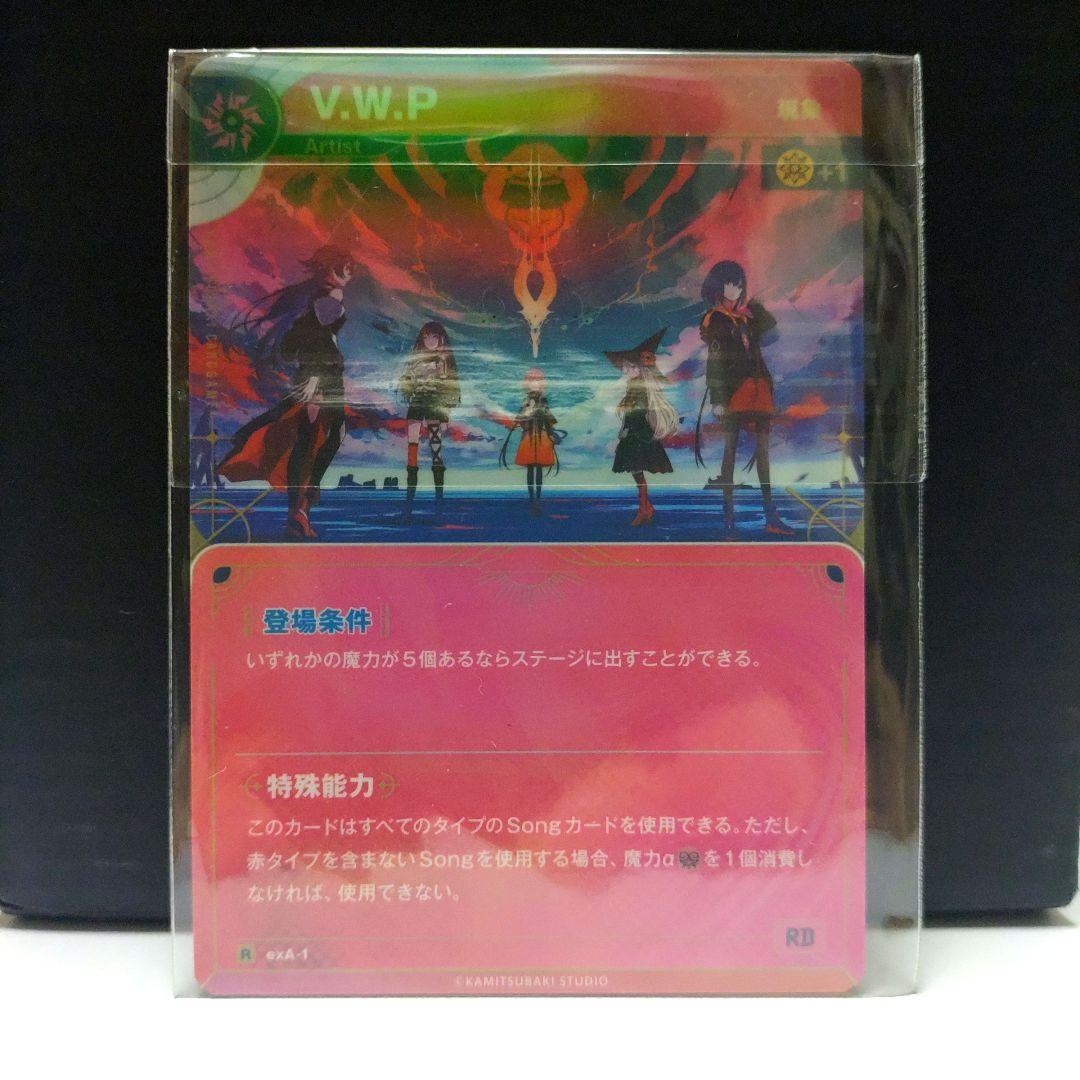 V.W.P
Artist
+1
登場条件
いずれかの魔力が5個あるならステージに出すことができる。
特殊能力
このカードはすべてのタイプのSongカードを使用できる。ただし、
赤タイプを含まないSongを使用する場合、魔力αを1個消費し
なければ、使用できない。
R exA-1
RD
©KAMITSUBAKI STUDIO